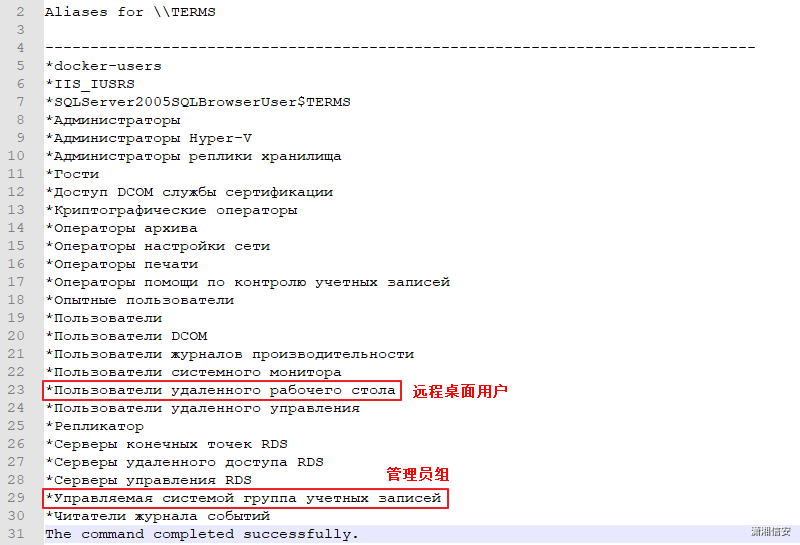 2 Aliases for \\TERMS
3
4 -------------------------------------------------------------------------------
5 *docker-users
6 *IIS_IUSRS
7 *SQLServer2005SQLBrowserUser$TERMS
8 *Администраторы
9 *Администраторы Hyper-V
10 *Администраторы реплики хранилища
11 *Гости
12 *Доступ DCOM службы сертификации
13 *Криптографические операторы
14 *Операторы архива
15 *Операторы настройки сети
16 *Операторы печати
17 *Операторы помощи по контролю учетных записей
18 *Опытные пользователи
19 *Пользователи
20 *Пользователи DCOM
21 *Пользователи журналов производительности
22 *Пользователи системного монитора
23 *Пользователи удаленного рабочего стола 远程桌面用户
24 *Пользователи удаленного управления
25 *Репликатор
26 *Серверы конечных точек RDS
27 *Серверы удаленного доступа RDS
28 *Серверы управления RDS 管理员组
29 *Управляемая системой группа учетных записей
30 *Читатели журнала событий
31 The command completed successfully.
潇湘信安